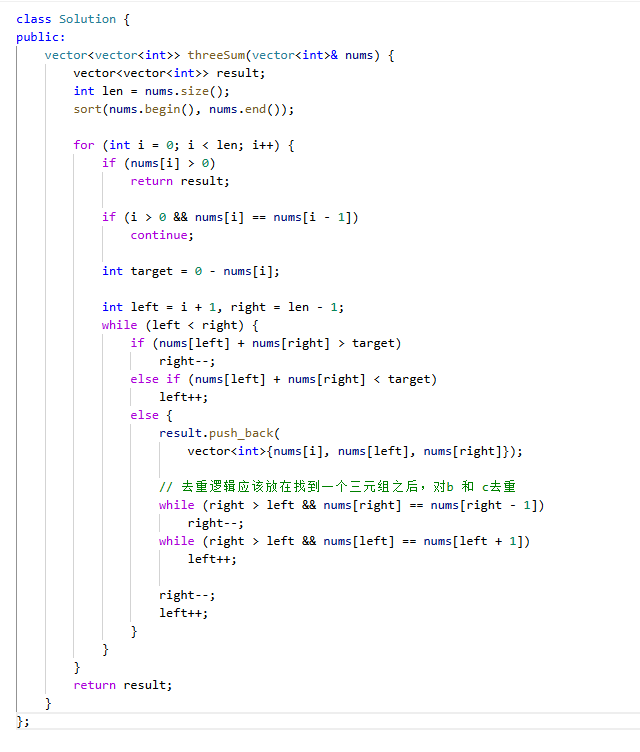 class Solution {
public:
    vector<vector<int>> threeSum(vector<int>& nums) {
        vector<vector<int>> result;
        int len = nums.size();
        sort(nums.begin(), nums.end());

        for (int i = 0; i < len; i++) {
            if (nums[i] > 0)
                return result;

            if (i > 0 && nums[i] == nums[i - 1])
                continue;

            int target = 0 - nums[i];

            int left = i + 1, right = len - 1;
            while (left < right) {
                if (nums[left] + nums[right] > target)
                    right--;
                else if (nums[left] + nums[right] < target)
                    left++;
                else {
                    result.push_back(
                        vector<int>{nums[i], nums[left], nums[right]});

                    // 去重逻辑应该放在找到一个三元组之后，对b 和 c去重
                    while (right > left && nums[right] == nums[right - 1])
                        right--;
                    while (right > left && nums[left] == nums[left + 1])
                        left++;

                    right--;
                    left++;
                }
            }
        }
        return result;
    }
};